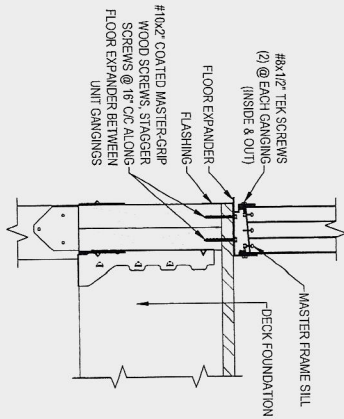 #8x1/2" TEK SCREWS
(2) @ EACH GANGING
(INSIDE & OUT)
FLOOR EXPANDER
FLASHING
#10x2" COATED MASTER-GRIP
WOOD SCREWS, STAGGER
SCREWS @ 16" C/C ALONG
FLOOR EXPANDER BETWEEN
UNIT GANGINGS
MASTER FRAME SILL
DECK FOUNDATION